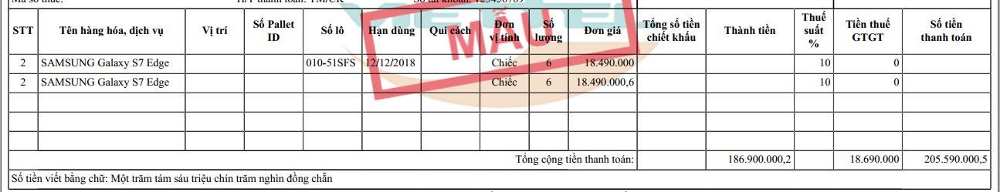 Mã số thuế:
H/T thanh toán: TM/CK
Số tài khoản: 123456789
STT Tên hàng hóa, dịch vụ Vị trí Số Pallet ID Số lô Hạn dùng Qui cách Đơn vị tính Số lượng Đơn giá Tổng số tiền chiết khấu Thành tiền Thuế suất % Tiền thuế GTGT Số tiền thanh toán
MẪU
2 SAMSUNG Galaxy S7 Edge 010-51SFS 12/12/2018 Chiếc 6 18.490.000 10 0
2 SAMSUNG Galaxy S7 Edge Chiếc 6 18.490.000,6 10 0
Tổng cộng tiền thanh toán: 186.900.000,2 18.690.000 205.590.000,5
Số tiền viết bằng chữ: Một trăm tám sáu triệu chín trăm nghìn đồng chẵn